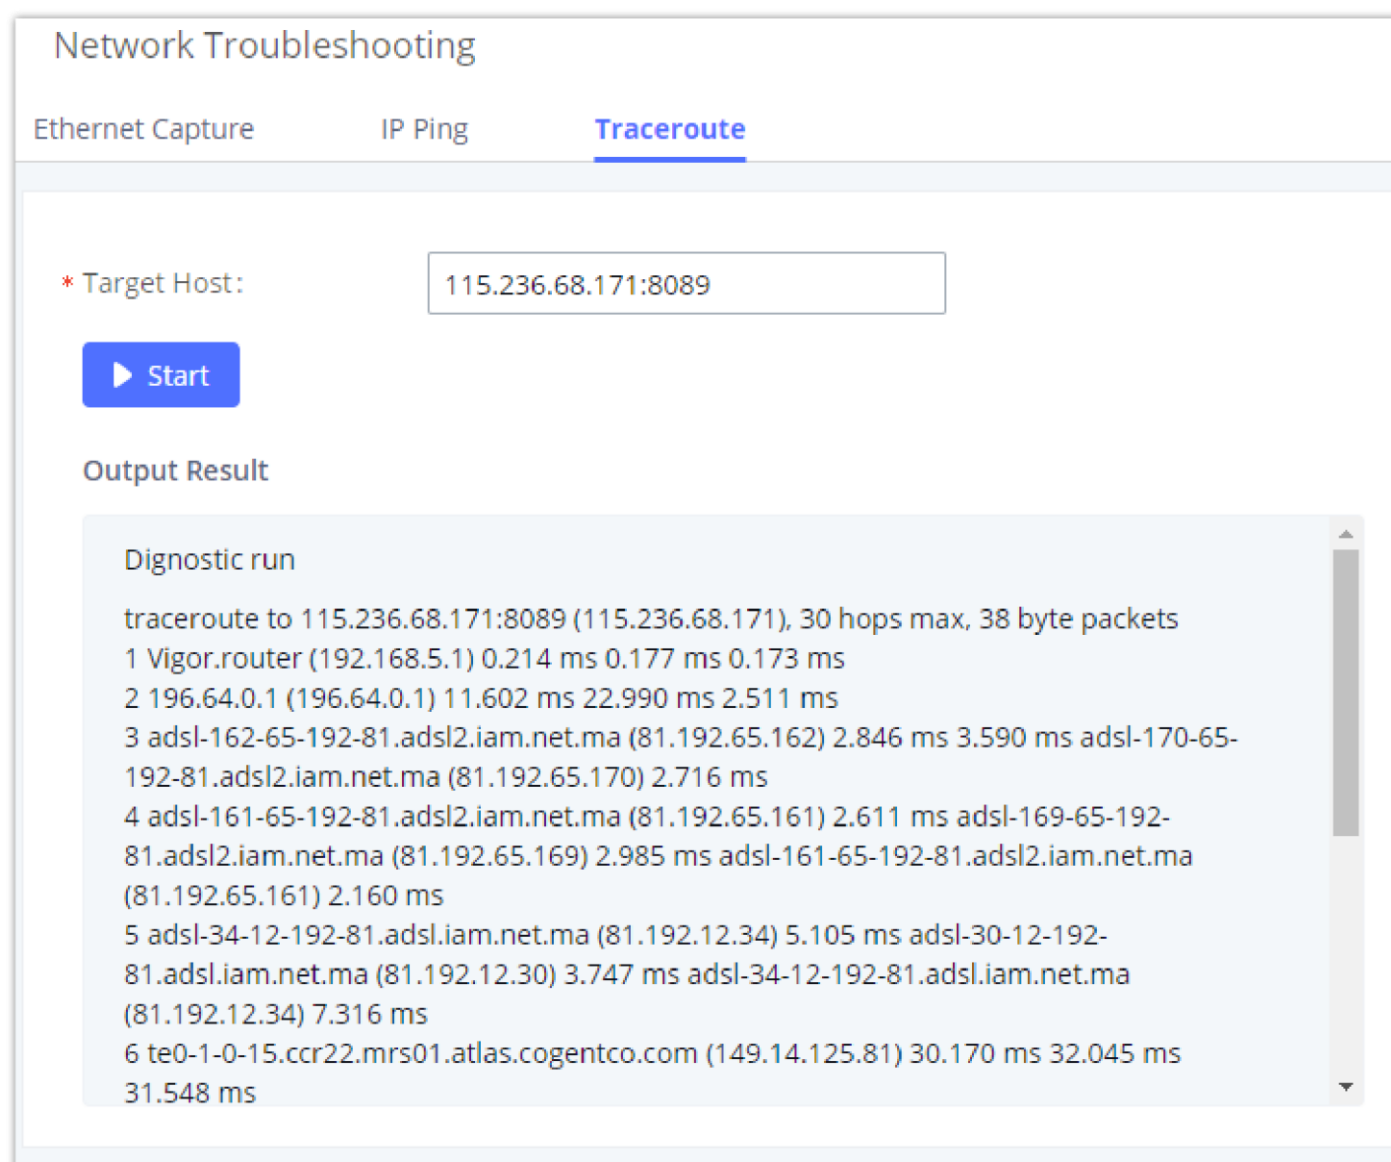 Network Troubleshooting
Ethernet Capture IP Ping Traceroute
* Target Host: 115.236.68.171:8089
Start
Output Result
Dignostic run
traceroute to 115.236.68.171:8089 (115.236.68.171), 30 hops max, 38 byte packets
1 Vigor.router (192.168.5.1) 0.214 ms 0.177 ms 0.173 ms
2 196.64.0.1 (196.64.0.1) 11.602 ms 22.990 ms 2.511 ms
3 adsl-162-65-192-81.adsl2.iam.net.ma (81.192.65.162) 2.846 ms 3.590 ms adsl-170-65-
192-81.adsl2.iam.net.ma (81.192.65.170) 2.716 ms
4 adsl-161-65-192-81.adsl2.iam.net.ma (81.192.65.161) 2.611 ms adsl-169-65-192-
81.adsl2.iam.net.ma (81.192.65.169) 2.985 ms adsl-161-65-192-81.adsl2.iam.net.ma
(81.192.65.161) 2.160 ms
5 adsl-34-12-192-81.adsl.iam.net.ma (81.192.12.34) 5.105 ms adsl-30-12-192-
81.adsl.iam.net.ma (81.192.12.30) 3.747 ms adsl-34-12-192-81.adsl.iam.net.ma
(81.192.12.34) 7.316 ms
6 te0-1-0-15.ccr22.mrs01.atlas.cogentco.com (149.14.125.81) 30.170 ms 32.045 ms
31.548 ms